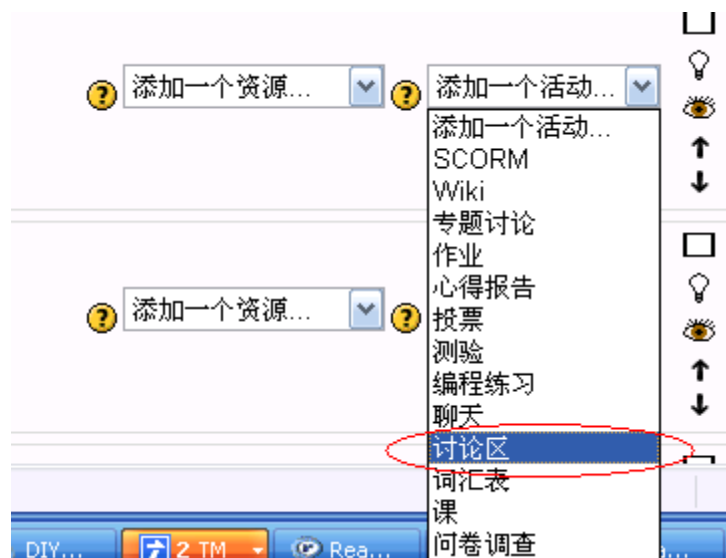 添加一个资源... 添加一个活动...
添加一个活动...
SCORM
Wiki
专题讨论
作业
心得报告
添加一个资源...
投票
测验
编程练习
聊天
讨论区
词汇表
课
问卷调查
DIY... 2 TM Rea... a...